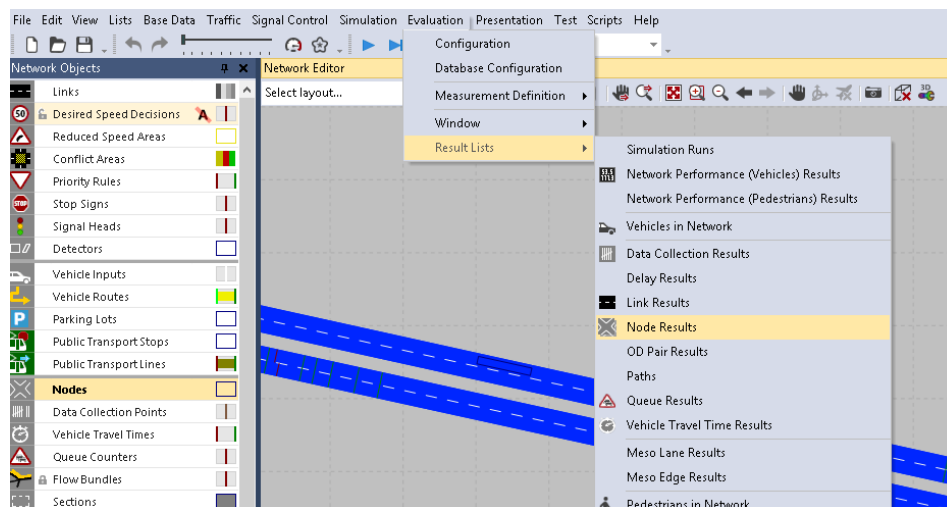 File Edit View Lists Base Data Traffic Signal Control Simulation Evaluation Presentation Test Scripts Help
Configuration
Database Configuration
Measurement Definition
Window
Result Lists
Network Objects
Network Editor
Select layout...
Links
50 Desired Speed Decisions
Reduced Speed Areas
Conflict Areas
Priority Rules
STOP Stop Signs
Signal Heads
Detectors
Vehicle Inputs
Vehicle Routes
P Parking Lots
Public Transport Stops
Public Transport Lines
Nodes
Data Collection Points
Vehicle Travel Times
Queue Counters
Flow Bundles
Sections
Simulation Runs
Network Performance (Vehicles) Results
Network Performance (Pedestrians) Results
Vehicles in Network
Data Collection Results
Delay Results
Link Results
Node Results
OD Pair Results
Paths
Queue Results
Vehicle Travel Time Results
Meso Lane Results
Meso Edge Results
Pedestrians in Network